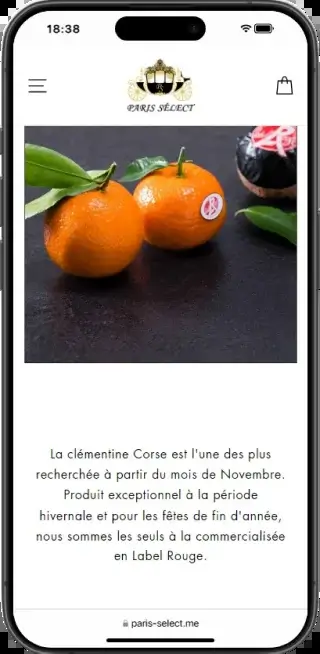 18:38
PARIS SÉLECT
La clémentine Corse est l'une des plus
recherchée à partir du mois de Novembre.
Produit exceptionnel à la période
hivernale et pour les fêtes de fin d'année,
nous sommes les seuls à la commercialisée
en Label Rouge.
paris-select.me